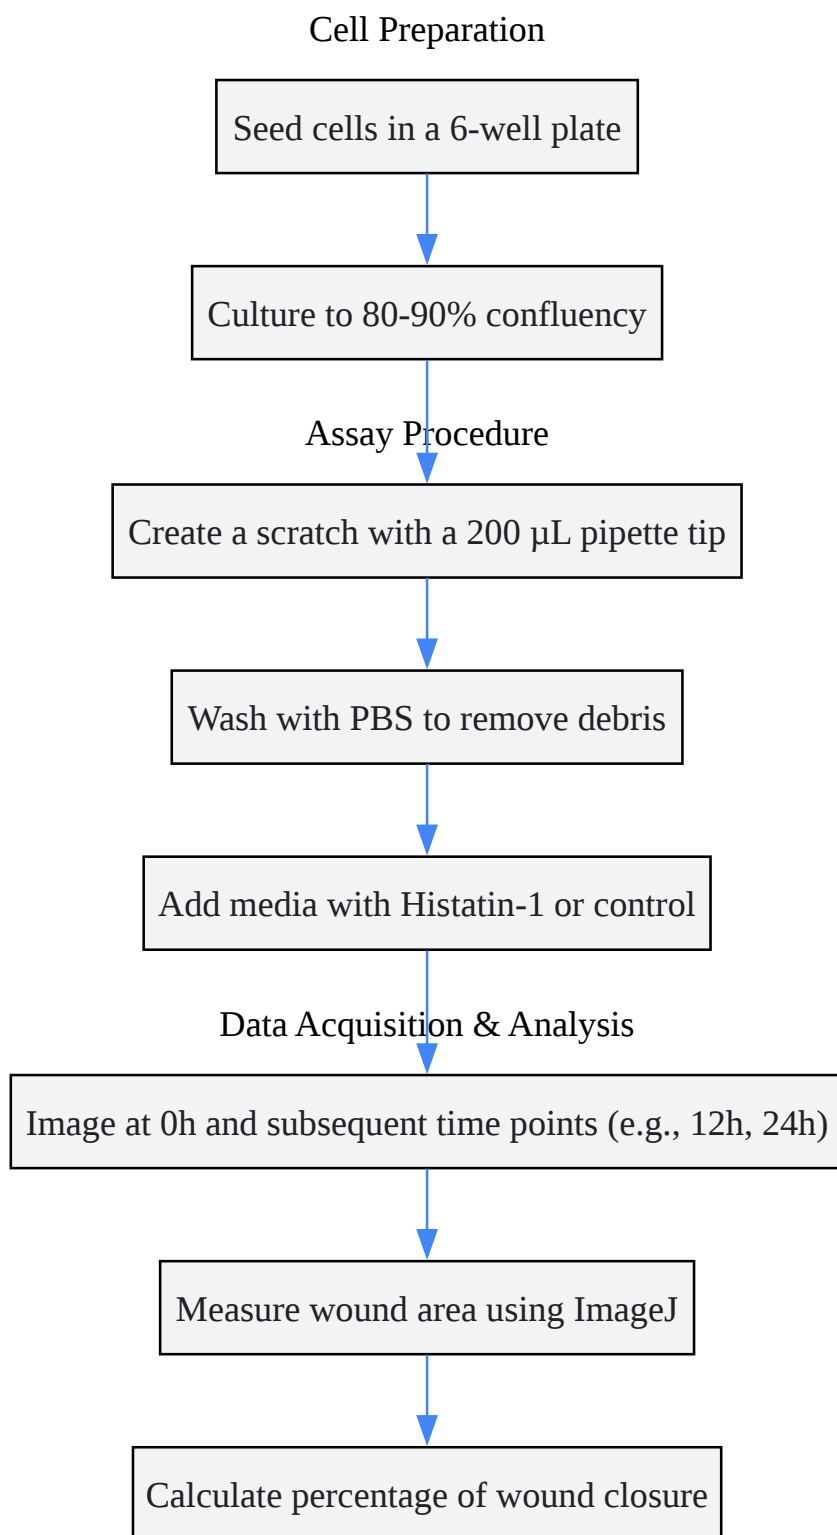 Cell Preparation
Seed cells in a 6-well plate
Culture to 80-90% confluency
Assay Procedure
Create a scratch with a 200 µL pipette tip
Wash with PBS to remove debris
Add media with Histatin-1 or control
Data Acquisition & Analysis
Image at 0h and subsequent time points (e.g., 12h, 24h)
Measure wound area using ImageJ
Calculate percentage of wound closure